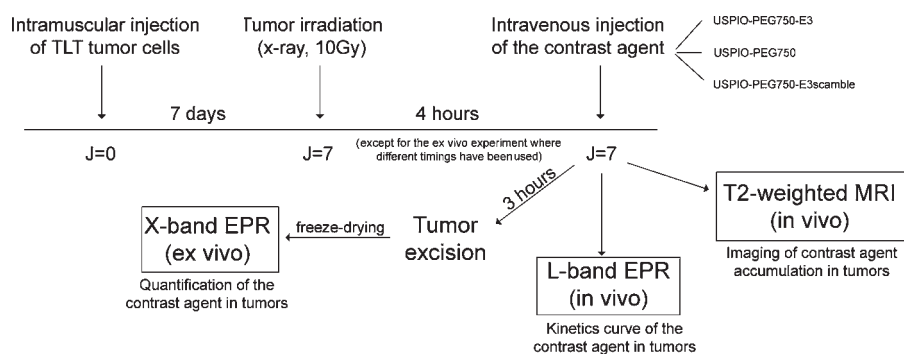 Intramuscular injection
of TLT tumor cells
Tumor irradiation
(x-ray, 10Gy)
Intravenous injection
of the contrast agent
USPIO-PEG750-E3
USPIO-PEG750
USPIO-PEG750-E3scamble
7 days
4 hours
J=0
J=7
(except for the ex vivo experiment where
different timings have been used)
J=7
3 hours
T2-weighted MRI
(in vivo)
Imaging of contrast agent
accumulation in tumors
X-band EPR
(ex vivo)
freeze-drying
Tumor
excision
Quantification of the
contrast agent in tumors
L-band EPR
(in vivo)
Kinetics curve of the
contrast agent in tumors